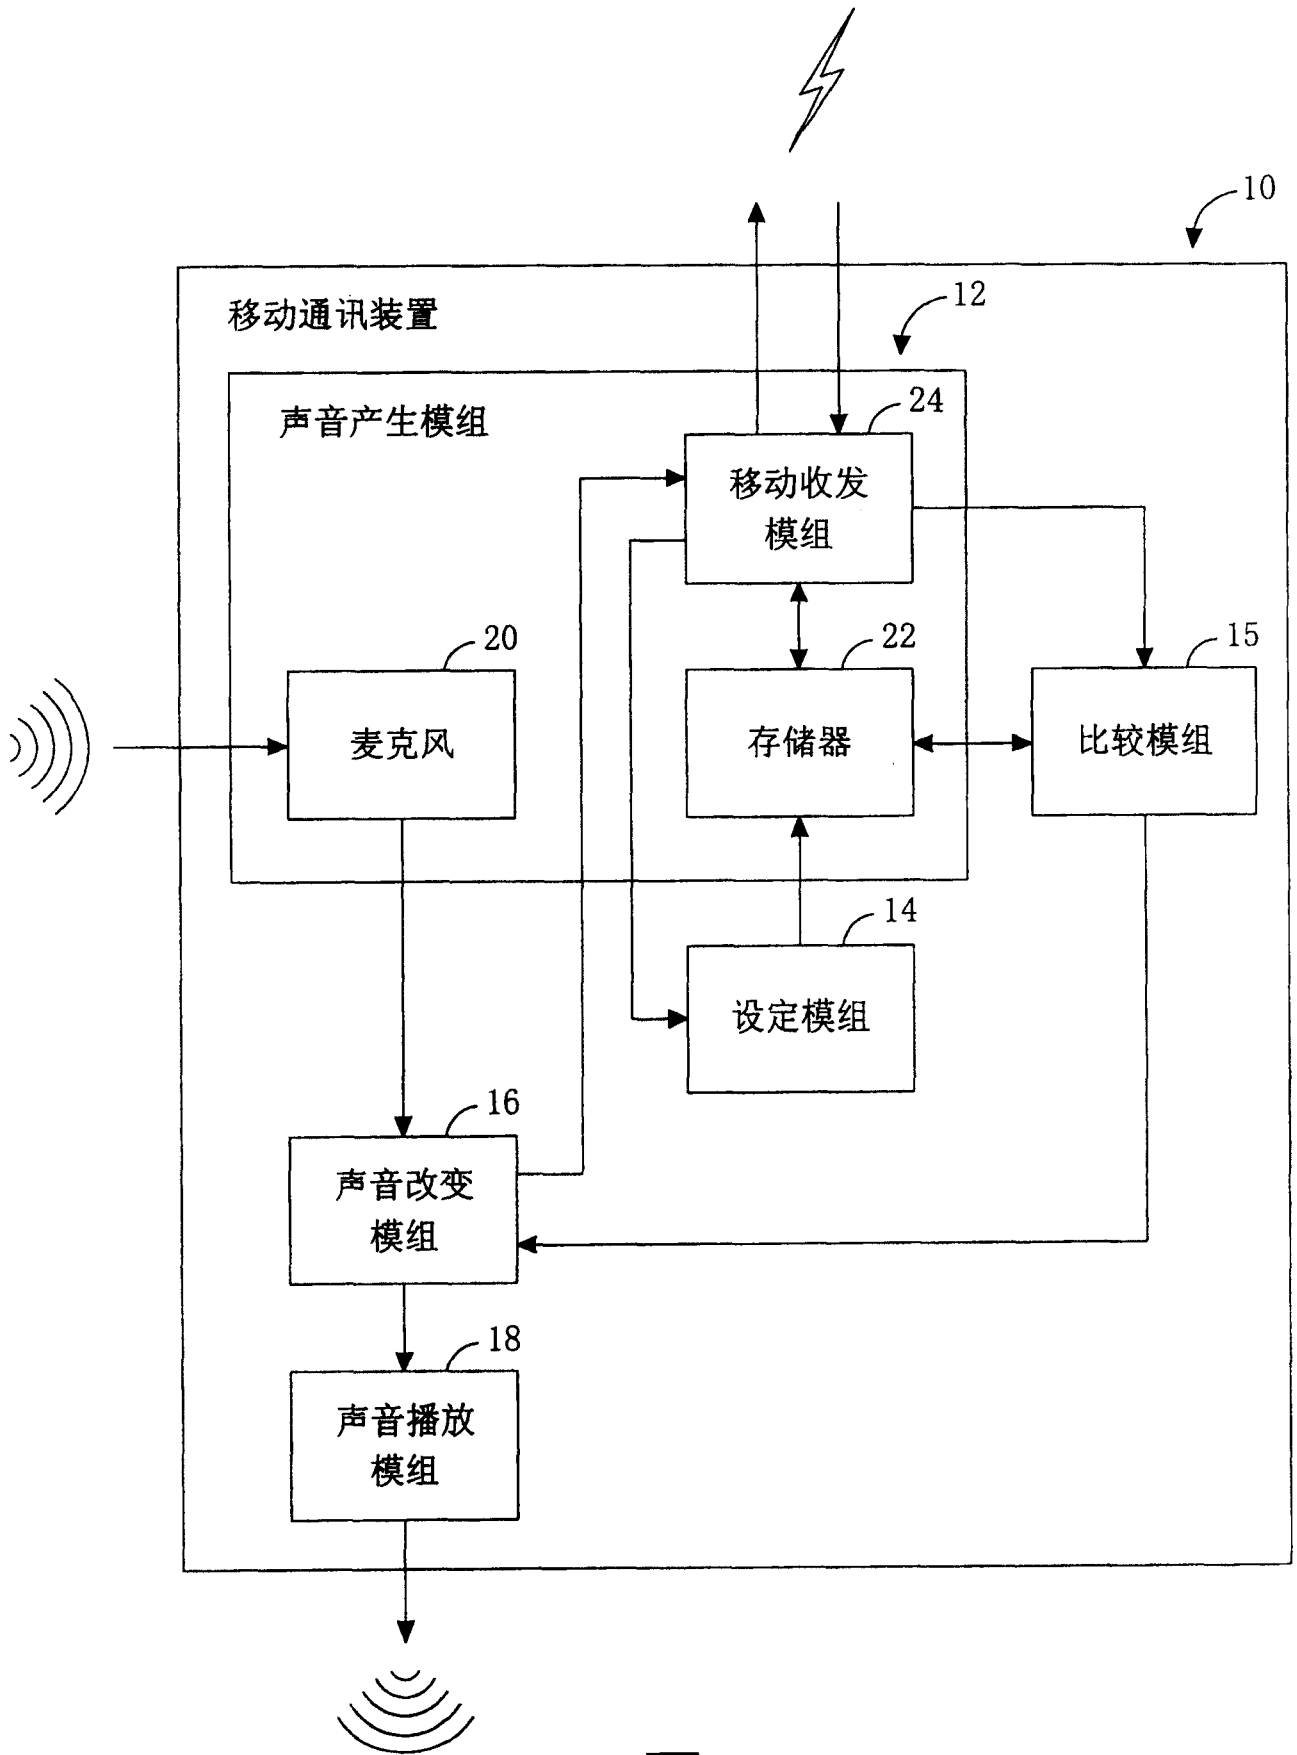 10
移动通讯装置
12
声音产生模组
24
移动收发
模组
20
麦克风
22
存储器
15
比较模组
14
设定模组
16
声音改变
模组
18
声音播放
模组